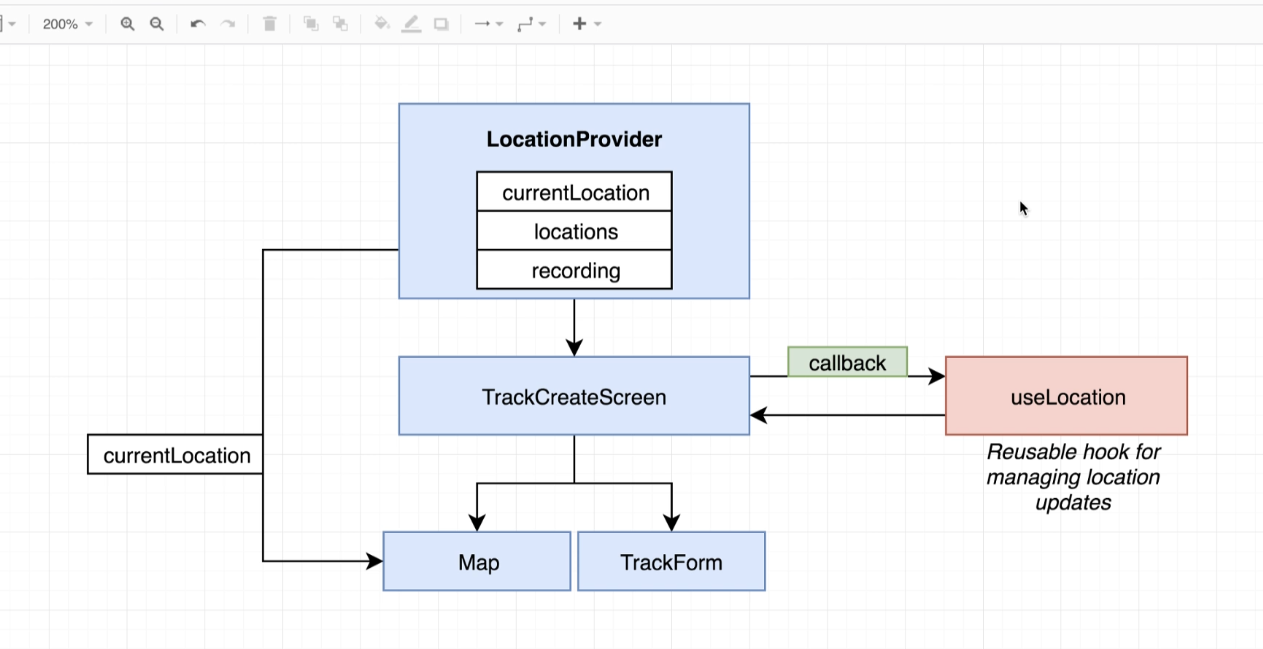 200%
LocationProvider
currentLocation
locations
recording
callback
TrackCreateScreen
useLocation
Reusable hook for
managing location
updates
currentLocation
Map
TrackForm